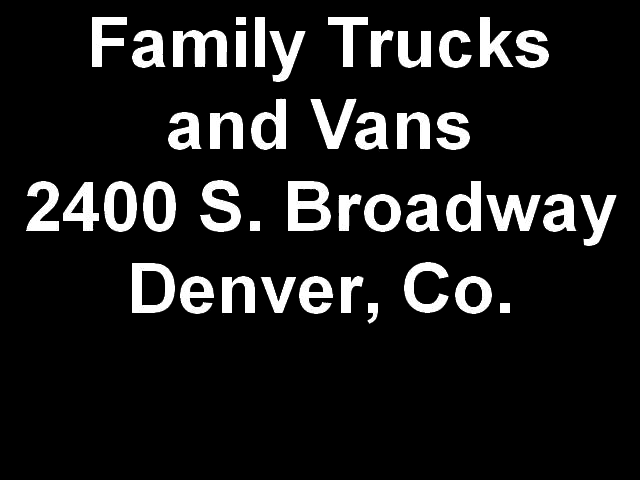 Family Trucks
and Vans
2400 S. Broadway
Denver, Co.